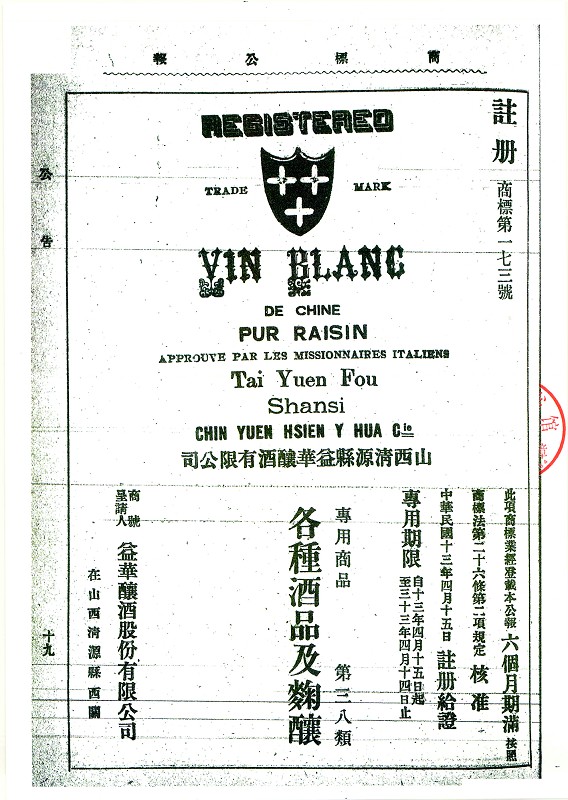 商標公報
公告
十九
註册 商標第一七三號
REGISTERED
TRADE MARK
VIN BLANC
DE CHINE
PUR RAISIN
APPROUVE PAR LES MISSIONNAIRES ITALIENS
Tai Yuen Fou
Shansi
CHIN YUEN HSIEN Y HUA Cie
山西清源縣益華釀酒有限公司
此項商標業經登載本公報六個月期滿按照
商標法第二十六條第二項規定核准
中華民國十三年四月十五日註册給證
專用期限 自十三年四月十五日起
至三十三年四月十四日止
專用商品 第三八類
各種酒品及麴釀
商號
呈請人 益華釀酒股份有限公司
在山西清源縣西關